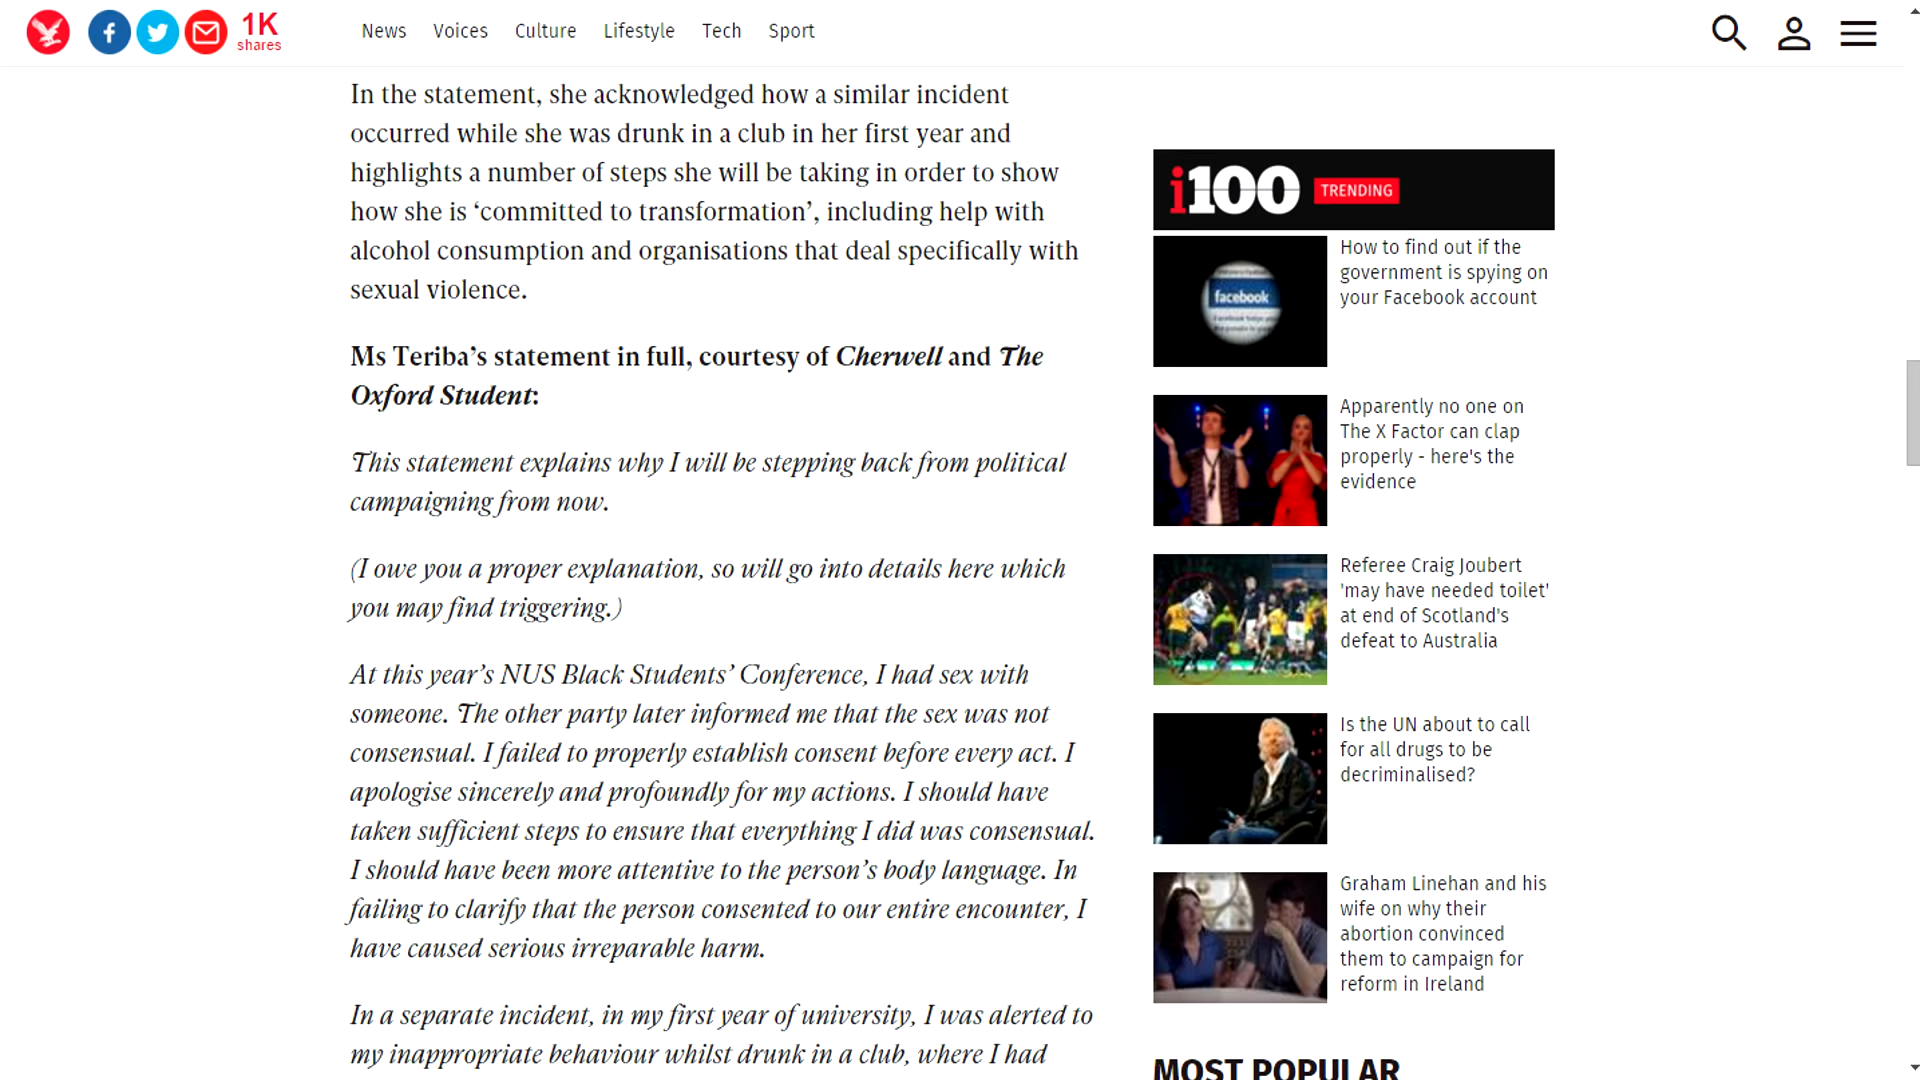 1K
shares
News Voices Culture Lifestyle Tech Sport
In the statement, she acknowledged how a similar incident
occurred while she was drunk in a club in her first year and
highlights a number of steps she will be taking in order to show
how she is ‘committed to transformation’, including help with
alcohol consumption and organisations that deal specifically with
sexual violence.
Ms Teriba’s statement in full, courtesy of Cherwell and The
Oxford Student:
This statement explains why I will be stepping back from political
campaigning from now.
(I owe you a proper explanation, so will go into details here which
you may find triggering.)
At this year’s NUS Black Students’ Conference, I had sex with
someone. The other party later informed me that the sex was not
consensual. I failed to properly establish consent before every act. I
apologise sincerely and profoundly for my actions. I should have
taken sufficient steps to ensure that everything I did was consensual.
I should have been more attentive to the person’s body language. In
failing to clarify that the person consented to our entire encounter, I
have caused serious irreparable harm.
In a separate incident, in my first year of university, I was alerted to
my inappropriate behaviour whilst drunk in a club, where I had
i100 TRENDING
facebook
How to find out if the
government is spying on
your Facebook account
Apparently no one on
The X Factor can clap
properly - here's the
evidence
Referee Craig Joubert
'may have needed toilet'
at end of Scotland's
defeat to Australia
Is the UN about to call
for all drugs to be
decriminalised?
Graham Linehan and his
wife on why their
abortion convinced
them to campaign for
reform in Ireland
MOST POPULAR